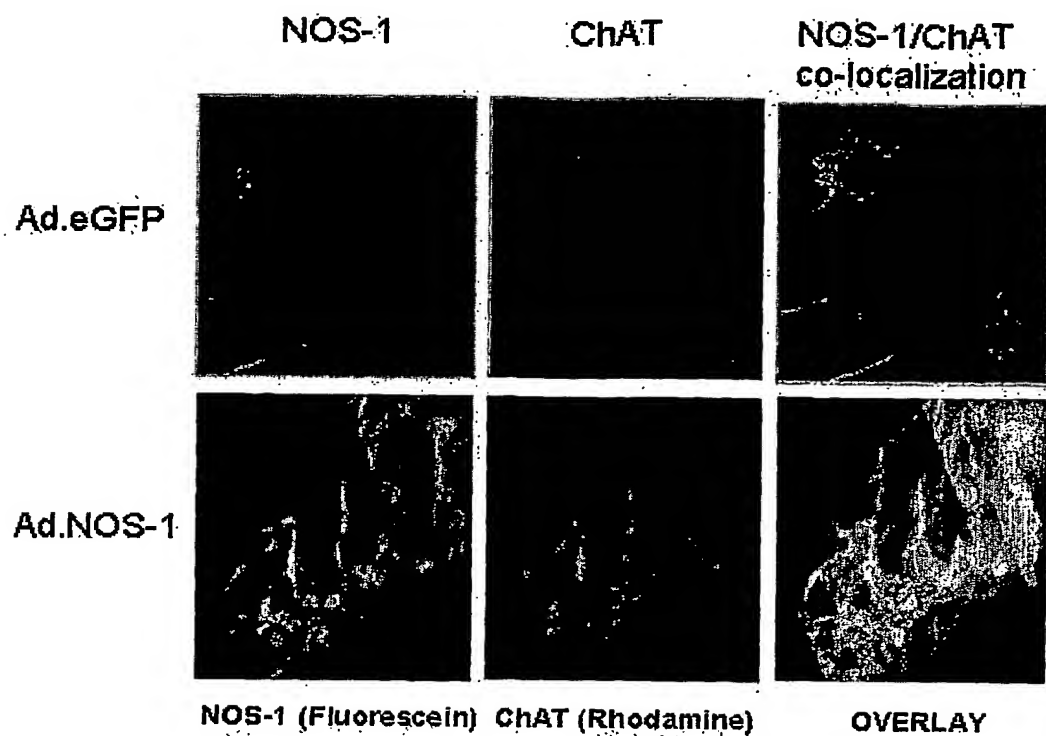 NOS-1 ChAT NOS-1/ChAT
co-localization
Ad.eGFP
Ad.NOS-1
NOS-1 (Fluorescein) ChAT (Rhodamine) OVERLAY